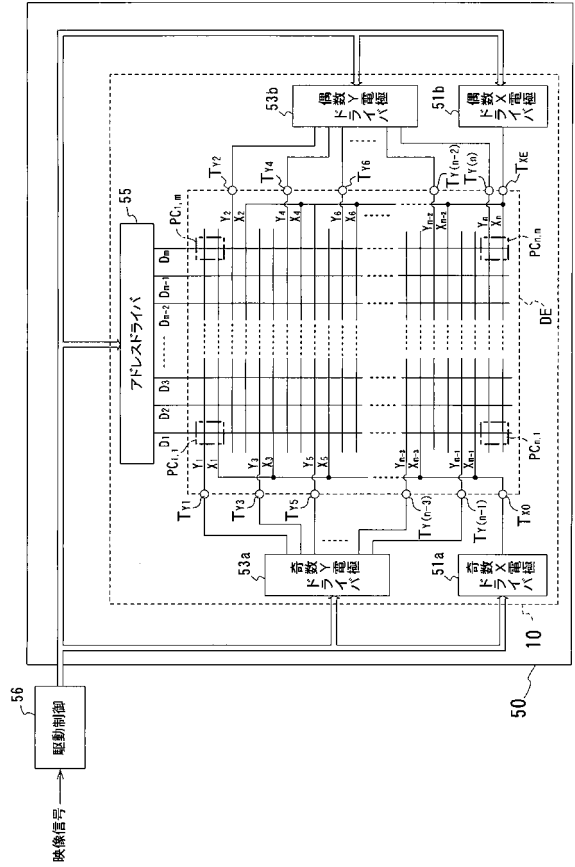 映像信号
56
駆動制御
50
10
55
アドレスドライバ
D1
D2
D3
Dm-2
Dm-1
Dm
PC1,1
PC1,m
53a
奇数Y電極
ドライバ
51a
奇数X電極
ドライバ
TY1
TY3
TY5
TY(n-3)
TY(n-1)
TXO
Y1
X1
Y3
X3
Y5
X5
Yn-3
Xn-3
Yn-1
Xn-1
Y2
X2
Y4
X4
Y6
X6
Yn-2
Xn-2
Yn
Xn
TY2
TY4
TY6
TY(n-2)
TY(n)
TXE
53b
偶数Y電極
ドライバ
51b
偶数X電極
ドライバ
PCn,1
PCn,m
DE